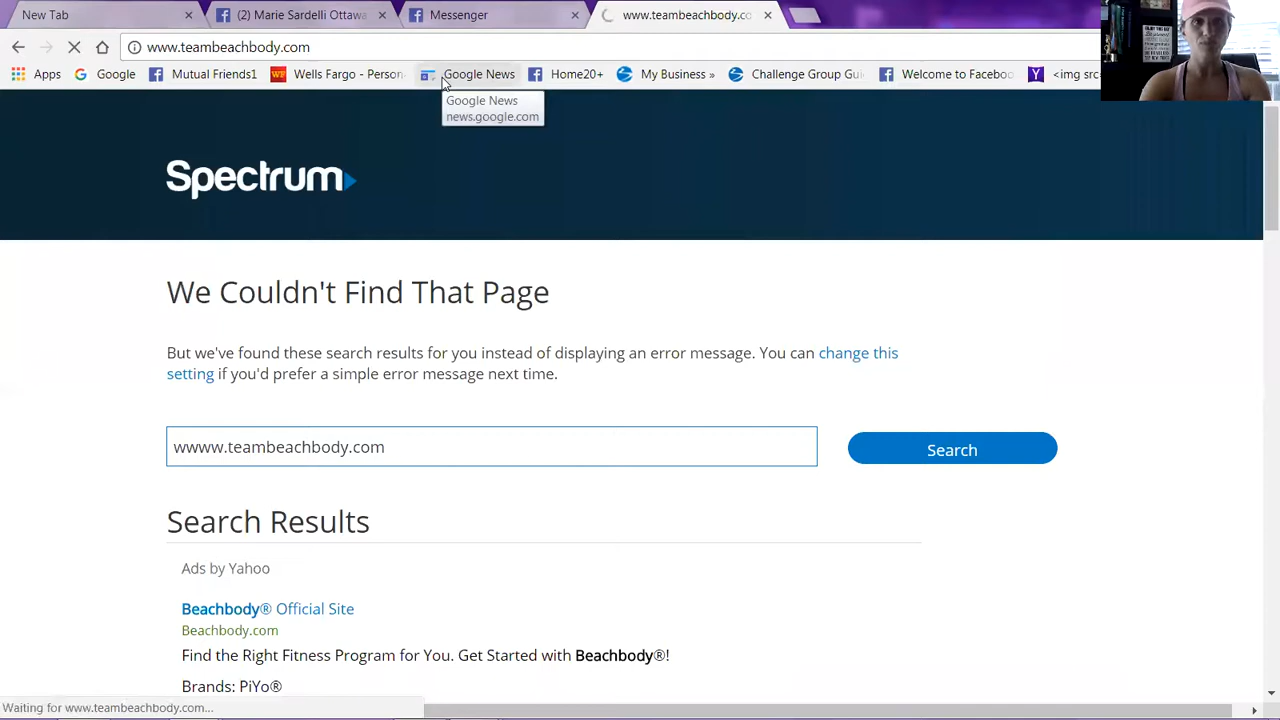 New Tab
(2) Marie Sardelli Ottawa
Messenger
www.teambeachbody.co
www.teambeachbody.com
Apps
Google
Mutual Friends1
Wells Fargo - Person
Google News
Home20+
My Business »
Challenge Group Gui
Welcome to Faceboo
<img src=
Google News
news.google.com
Spectrum
We Couldn't Find That Page
But we've found these search results for you instead of displaying an error message. You can change this
setting if you'd prefer a simple error message next time.
wwww.teambeachbody.com
Search
Search Results
Ads by Yahoo
Beachbody® Official Site
Beachbody.com
Find the Right Fitness Program for You. Get Started with Beachbody®!
Brands: PiYo®
Waiting for www.teambeachbody.com...